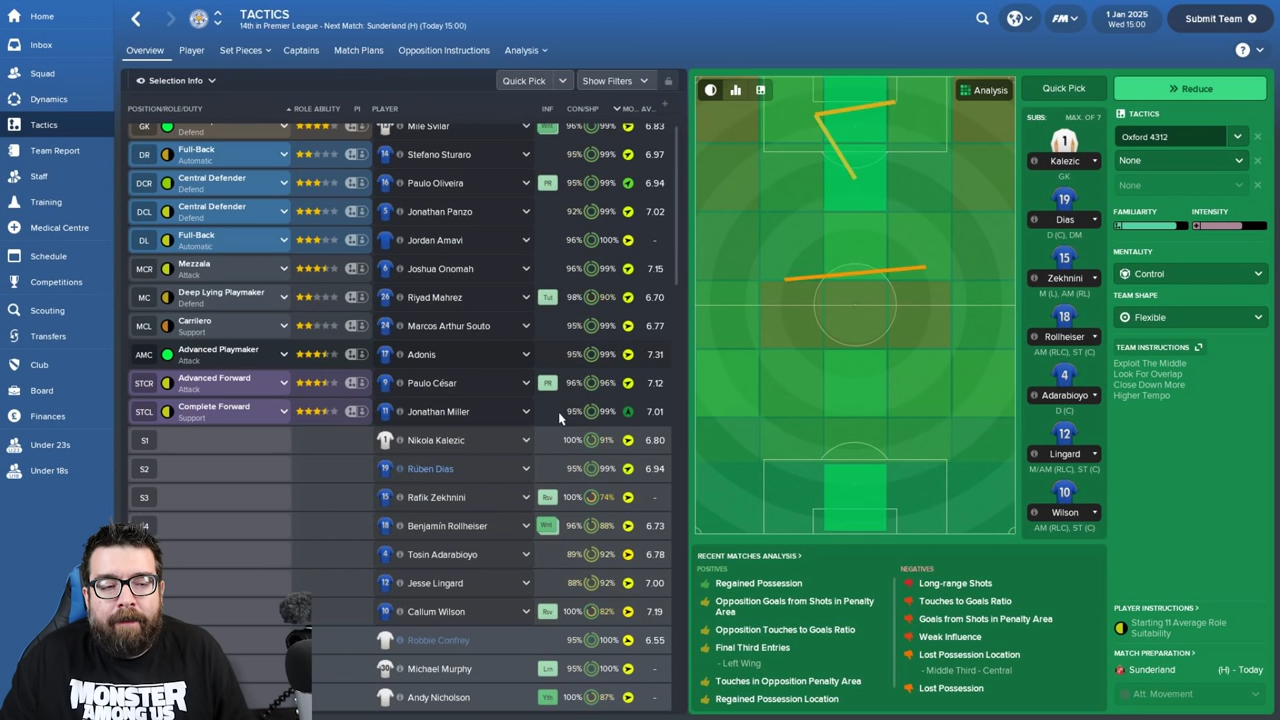 Home
Inbox
Squad
Dynamics
Tactics
Team Report
Staff
Training
Medical Centre
Schedule
Competitions
Scouting
Transfers
Club
Board
Finances
Under 23s
Under 18s
TACTICS
14th in Premier League - Next Match: Sunderland (H) (Today 15:00)
FM
1 Jan 2025
Wed 15:00
Submit Team
Overview Player Set Pieces Captains Match Plans Opposition Instructions Analysis
?
Selection Info Quick Pick Show Filters
POSITION/ROLE/DUTY ROLE ABILITY PI PLAYER INF CON/SHP MO... AV...
GK Defend Mile Svilar Wnt 96% 99% 6.83
DR Full-Back Automatic 14 Stefano Sturaro 95% 99% 6.97
DCR Central Defender Defend 16 Paulo Oliveira PR 95% 99% 6.94
DCL Central Defender Defend 5 Jonathan Panzo 92% 99% 7.02
DL Full-Back Automatic Jordan Amavi 96% 100% -
MCR Mezzala Attack 6 Joshua Onomah 96% 99% 7.15
MC Deep Lying Playmaker Defend 26 Riyad Mahrez Tut 98% 90% 6.70
MCL Carrilero Support 24 Marcos Arthur Souto 95% 99% 6.77
AMC Advanced Playmaker Attack 17 Adonis 95% 99% 7.31
STCR Advanced Forward Attack 9 Paulo César PR 96% 96% 7.12
STCL Complete Forward Support 11 Jonathan Miller 95% 99% 7.01
S1 1 Nikola Kalezic 100% 91% 6.80
S2 19 Rúben Dias 95% 99% 6.94
S3 15 Rafik Zekhnini Rsv 100% 74% -
18 Benjamín Rollheiser Wnt 96% 88% 6.73
4 Tosin Adarabioyo 89% 92% 6.78
12 Jesse Lingard 88% 92% 7.00
10 Callum Wilson Rsv 100% 82% 7.19
Robbie Confrey 95% 100% 6.55
30 Michael Murphy Lrn 96% 100% -
Andy Nicholson Yth 100% 87% -
MONSTER
AMONG US
Analysis
RECENT MATCHES ANALYSIS >
POSITIVES
Regained Possession
Opposition Goals from Shots in Penalty
Area
Opposition Touches to Goals Ratio
Final Third Entries
- Left Wing
Touches in Opposition Penalty Area
Regained Possession Location
NEGATIVES
Long-range Shots
Touches to Goals Ratio
Goals from Shots in Penalty Area
Weak Influence
Lost Possession Location
- Middle Third - Central
Lost Possession
Quick Pick
SUBS: MAX. OF 7
1
Kalezic
GK
19
Dias
D (C), DM
15
Zekhnini
M (L), AM (RL)
18
Rollheiser
AM (RLC), ST (C)
4
Adarabioyo
D (C)
12
Lingard
M/AM (RLC), ST (C)
10
Wilson
AM (RLC), ST (C)
Reduce
TACTICS
Oxford 4312
None
None
FAMILIARITY INTENSITY
MENTALITY
Control
TEAM SHAPE
Flexible
TEAM INSTRUCTIONS
Exploit The Middle
Look For Overlap
Close Down More
Higher Tempo
PLAYER INSTRUCTIONS >
Starting 11 Average Role
Suitability
MATCH PREPARATION >
Sunderland (H) - Today
Att. Movement